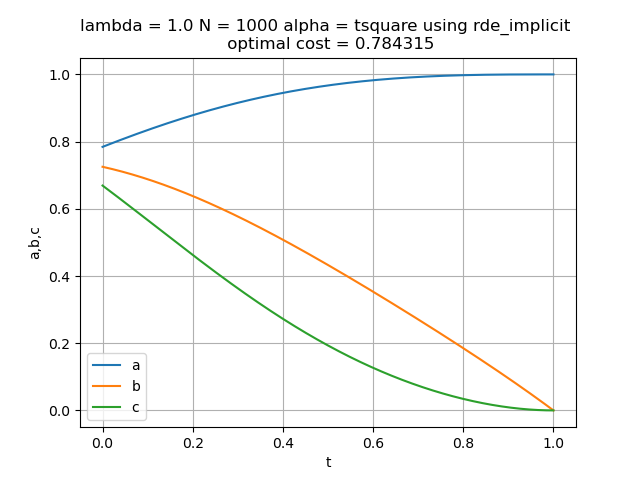 lambda = 1.0 N = 1000 alpha = tsquare using rde_implicit
optimal cost = 0.784315
1.0
0.8
0.6
0.4
0.2
0.0
a,b,c
a
b
c
0.0 0.2 0.4 0.6 0.8 1.0
t